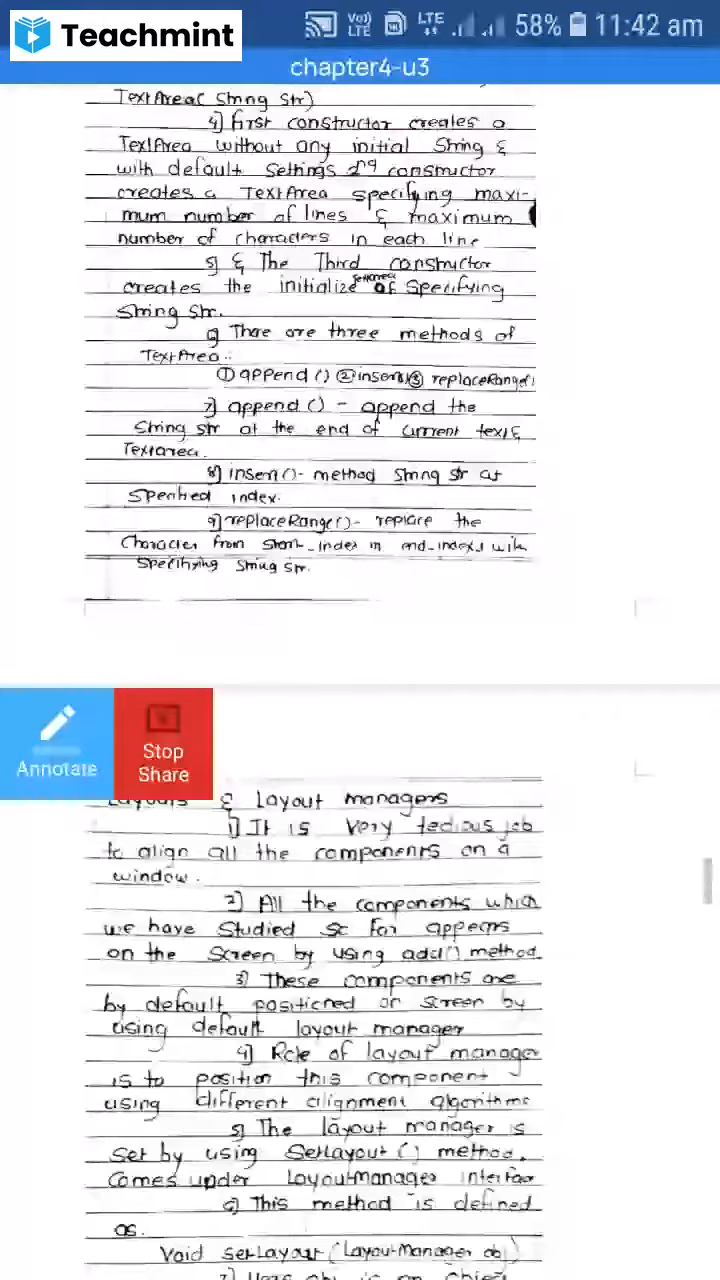 Teachmint
LTE 58% 11:42 am
chapter4-u3
TextArea( String Str)
4] First constructor creates a
TextArea without any initial String &
with default Settings 2nd constructor
creates a TextArea specifying maxi-
mum number of lines & maximum
number of characters in each line
5] & The Third constructor
creates the initialize of Specifying
String Str.
6] There are three methods of
TextArea:
① append () ② insert() ③ replaceRange()
7] append () - append the
String str at the end of current text &
Textarea.
8] insert()- method String str at
Specified index.
9] replaceRange()- replace the
Character from start_index in end_index with
Specifying String Str.
Annotate
Stop
Share
Layouts & Layout managers
1] It is very tedious job
to align all the components on a
window.
2] All the components which
we have studied so far appears
on the screen by using add() method.
3] These components are
by default positioned on screen by
using default layout manager
4] Role of layout manager
is to position this component
using different alignment algorithms
5] The layout manager is
set by using SetLayout () method.
Comes under LayoutManager interface
6] This method is defined
as.
Void setLayout (LayoutManager obj)
7] Here obj is an object